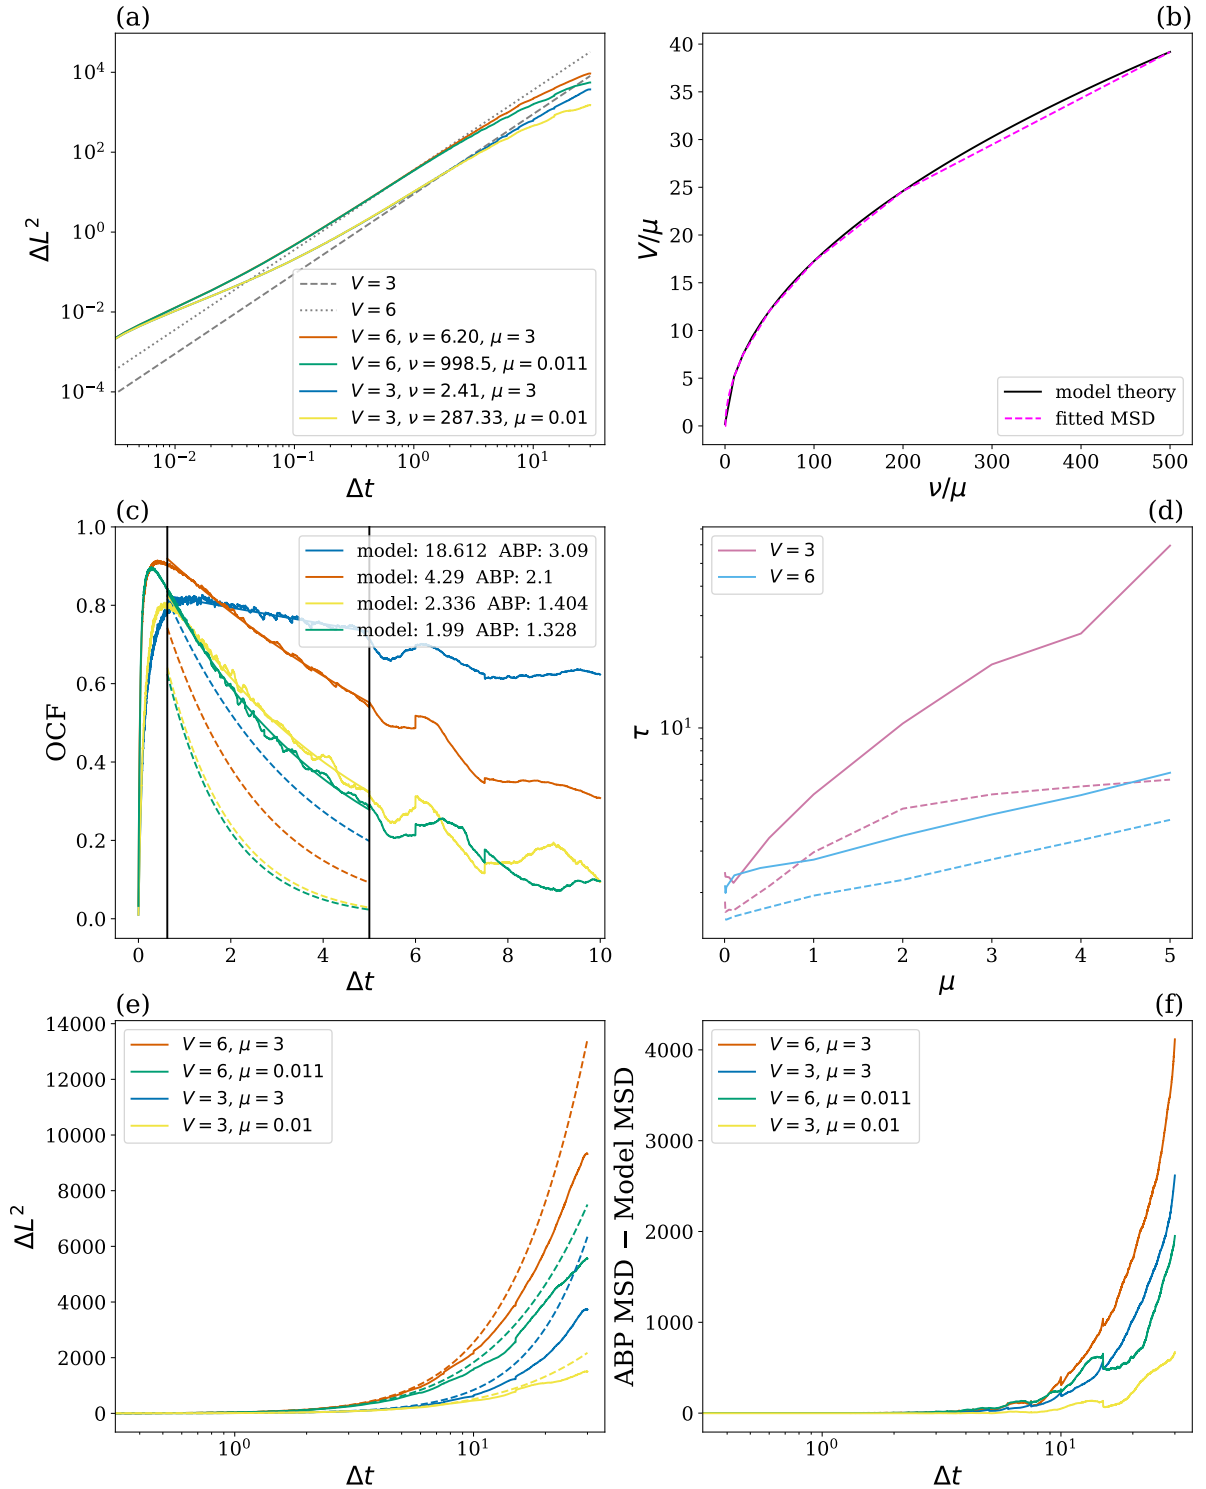 (a)
10^4
10^2
10^0
10^−2
10^−4
ΔL^2
V = 3
V = 6
V = 6, ν = 6.20, μ = 3
V = 6, ν = 998.5, μ = 0.011
V = 3, ν = 2.41, μ = 3
V = 3, ν = 287.33, μ = 0.01
10^−2 10^−1 10^0 10^1
Δt
(b)
40
35
30
25
20
15
10
5
0
V/μ
model theory
fitted MSD
0 100 200 300 400 500
ν/μ
(c)
1.0
0.8
0.6
0.4
0.2
0.0
OCF
model: 18.612 ABP: 3.09
model: 4.29 ABP: 2.1
model: 2.336 ABP: 1.404
model: 1.99 ABP: 1.328
0 2 4 6 8 10
Δt
(d)
V = 3
V = 6
10^1
τ
0 1 2 3 4 5
μ
(e)
14000
12000
10000
8000
6000
4000
2000
0
ΔL^2
V = 6, μ = 3
V = 6, μ = 0.011
V = 3, μ = 3
V = 3, μ = 0.01
10^0 10^1
Δt
(f)
4000
3000
2000
1000
0
ABP MSD − Model MSD
V = 6, μ = 3
V = 3, μ = 3
V = 6, μ = 0.011
V = 3, μ = 0.01
10^0 10^1
Δt